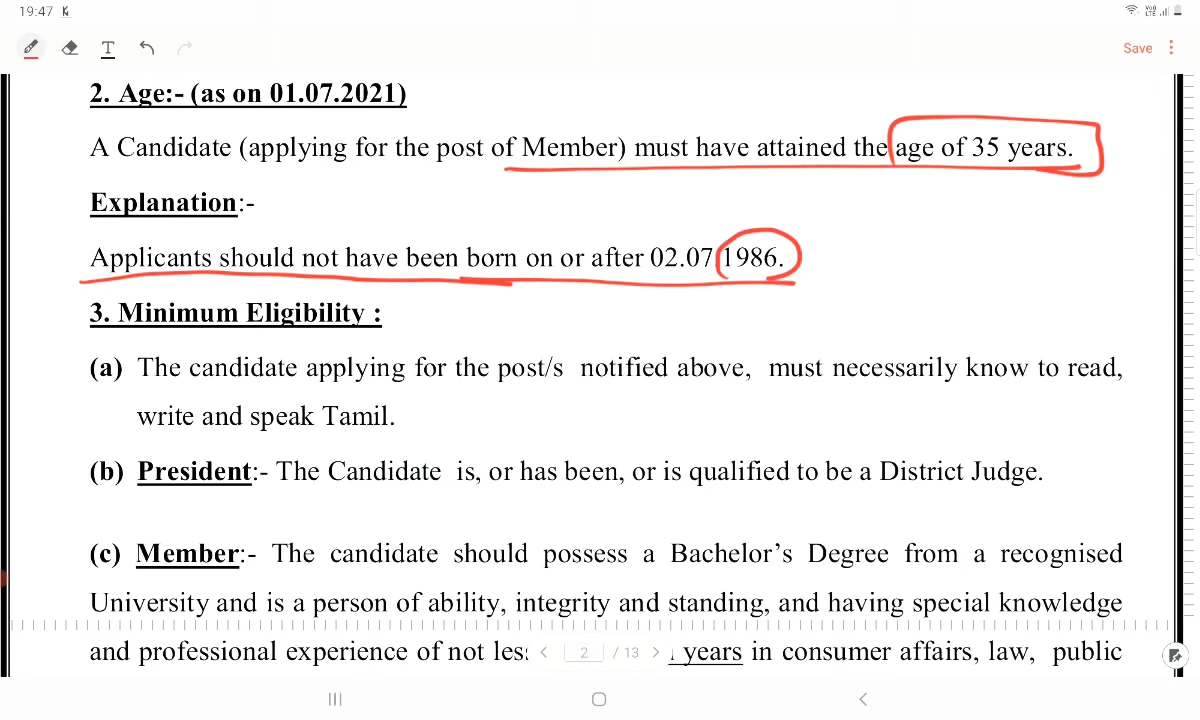 19:47
Save
2. Age:- (as on 01.07.2021)
A Candidate (applying for the post of Member) must have attained the age of 35 years.
Explanation:-
Applicants should not have been born on or after 02.07.1986.
3. Minimum Eligibility :
(a) The candidate applying for the post/s notified above, must necessarily know to read,
write and speak Tamil.
(b) President:- The Candidate is, or has been, or is qualified to be a District Judge.
(c) Member:- The candidate should possess a Bachelor's Degree from a recognised
University and is a person of ability, integrity and standing, and having special knowledge
and professional experience of not 2 / 13 years in consumer affairs, law, public